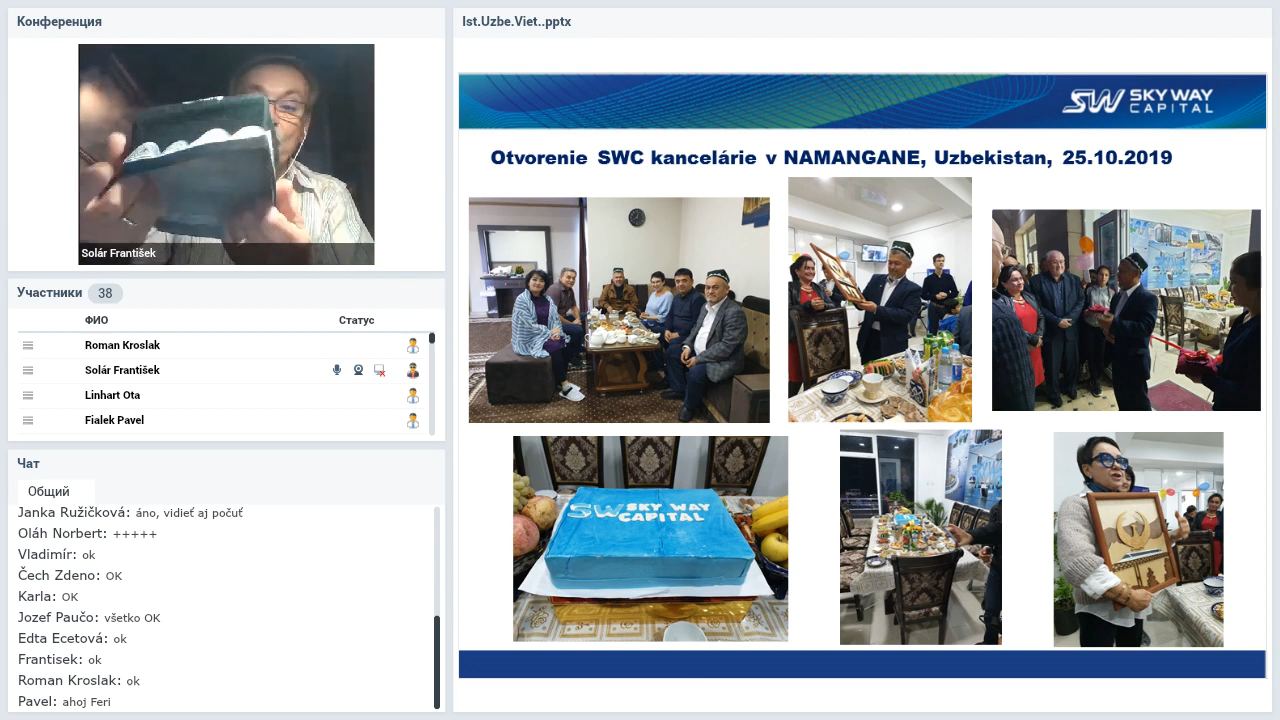 Конференция
Solár František
Участники 38
ФИО Статус
Roman Kroslak
Solár František
Linhart Ota
Fialek Pavel
Чат
Общий
Janka Ružičková: áno, vidieť aj počuť
Oláh Norbert: +++++
Vladimír: ok
Čech Zdeno: OK
Karla: OK
Jozef Paučo: všetko OK
Edta Ecetová: ok
Frantisek: ok
Roman Kroslak: ok
Pavel: ahoj Feri
Ist.Uzbe.Viet..pptx
SW SKY WAY
CAPITAL
Otvorenie SWC kancelárie v NAMANGANE, Uzbekistan, 25.10.2019
SW SKY WAY
CAPITAL